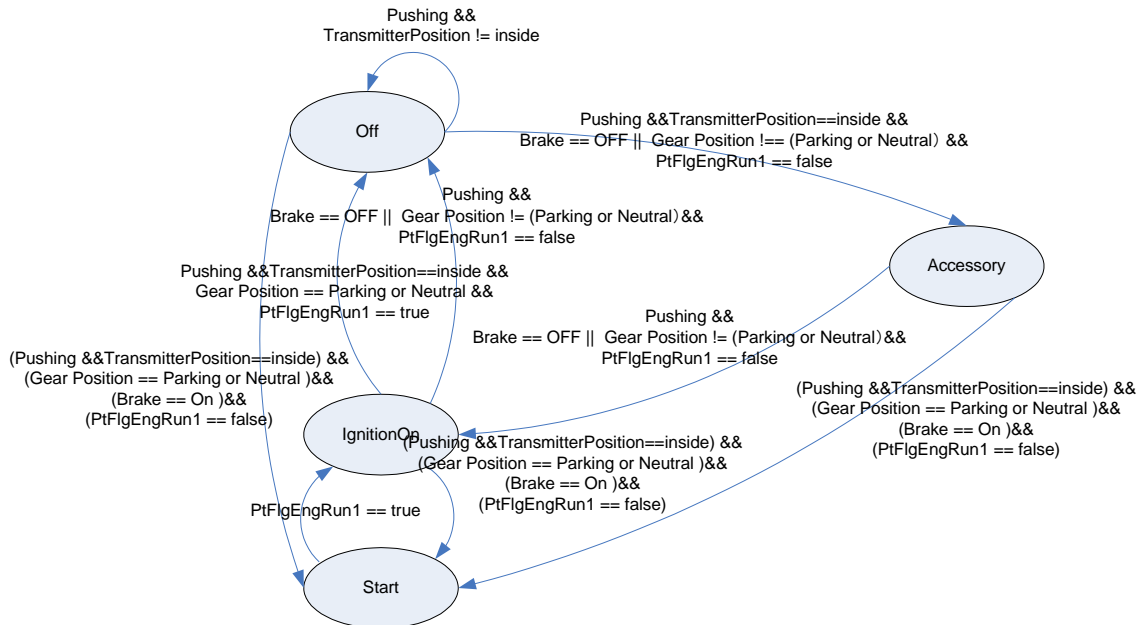 Pushing &&
TransmitterPosition != inside
Off
Pushing &&TransmitterPosition==inside &&
Brake == OFF || Gear Position !== (Parking or Neutral) &&
PtFlgEngRun1 == false
Pushing &&
Brake == OFF || Gear Position != (Parking or Neutral)&&
PtFlgEngRun1 == false
Accessory
Pushing &&TransmitterPosition==inside &&
Gear Position == Parking or Neutral &&
PtFlgEngRun1 == true
Pushing &&
Brake == OFF || Gear Position != (Parking or Neutral)&&
PtFlgEngRun1 == false
(Pushing &&TransmitterPosition==inside) &&
(Gear Position == Parking or Neutral )&&
(Brake == On )&&
(PtFlgEngRun1 == false)
(Pushing &&TransmitterPosition==inside) &&
(Gear Position == Parking or Neutral )&&
(Brake == On )&&
(PtFlgEngRun1 == false)
IgnitionOn
(Pushing &&TransmitterPosition==inside) &&
(Gear Position == Parking or Neutral )&&
(Brake == On )&&
(PtFlgEngRun1 == false)
PtFlgEngRun1 == true
Start